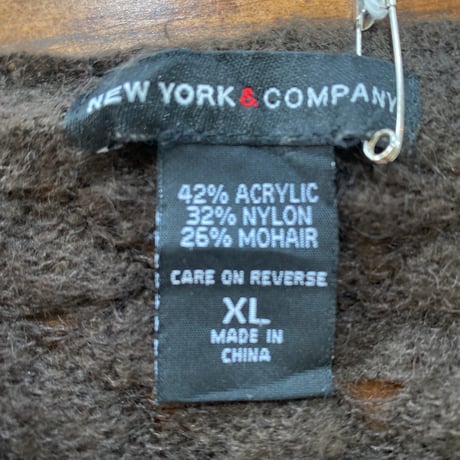 NEW YORK & COMPANY
42% ACRYLIC
32% NYLON
26% MOHAIR
CARE ON REVERSE
XL
MADE IN
CHINA